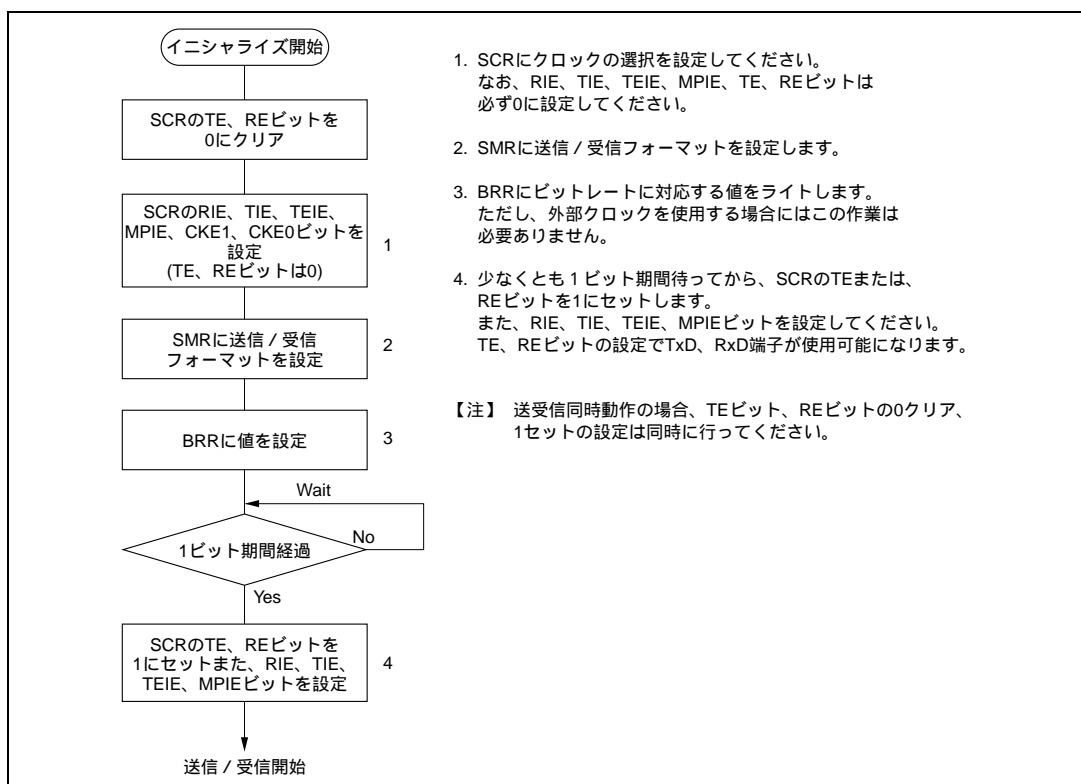 イニシャライズ開始
SCRのTE、REビットを
0にクリア
SCRのRIE、TIE、TEIE、
MPIE、CKE1、CKE0ビットを
設定
(TE、REビットは0)
1
SMRに送信/受信
フォーマットを設定
2
BRRに値を設定
3
Wait
1ビット期間経過
No
Yes
SCRのTE、REビットを
1にセットまた、RIE、TIE、
TEIE、MPIEビットを設定
4
送信/受信開始
1. SCRにクロックの選択を設定してください。
なお、RIE、TIE、TEIE、MPIE、TE、REビットは
必ず0に設定してください。
2. SMRに送信/受信フォーマットを設定します。
3. BRRにビットレートに対応する値をライトします。
ただし、外部クロックを使用する場合にはこの作業は
必要ありません。
4. 少なくとも1ビット期間待ってから、SCRのTEまたは、
REビットを1にセットします。
また、RIE、TIE、TEIE、MPIEビットを設定してください。
TE、REビットの設定でTxD、RxD端子が使用可能になります。
【注】 送受信同時動作の場合、TEビット、REビットの0クリア、
1セットの設定は同時に行ってください。